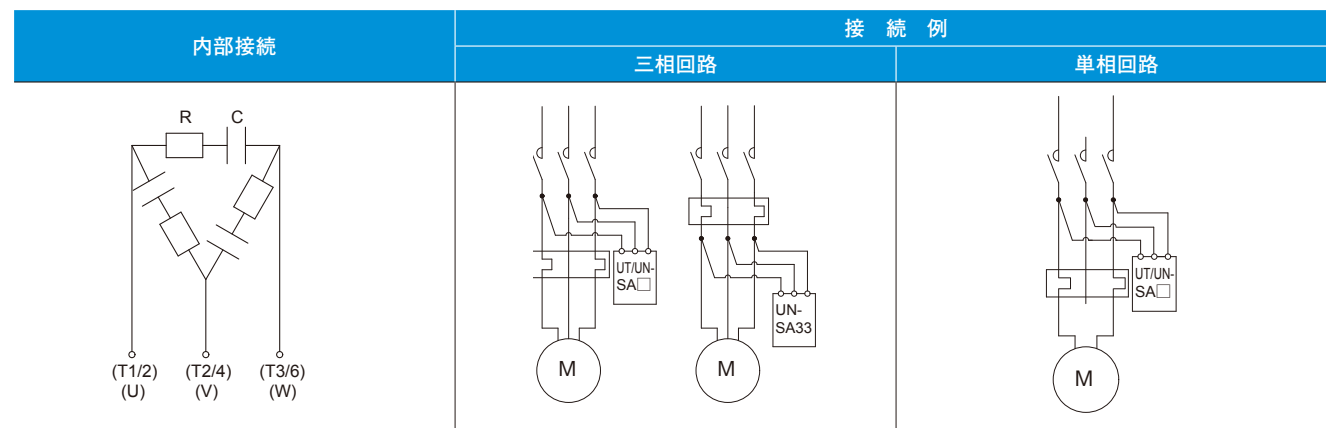 内部接続
接 続 例
三相回路
単相回路
R C
(T1/2) (T2/4) (T3/6)
(U) (V) (W)
UT/UN-
SA□
M
UN-
SA33
M
UT/UN-
SA□
M